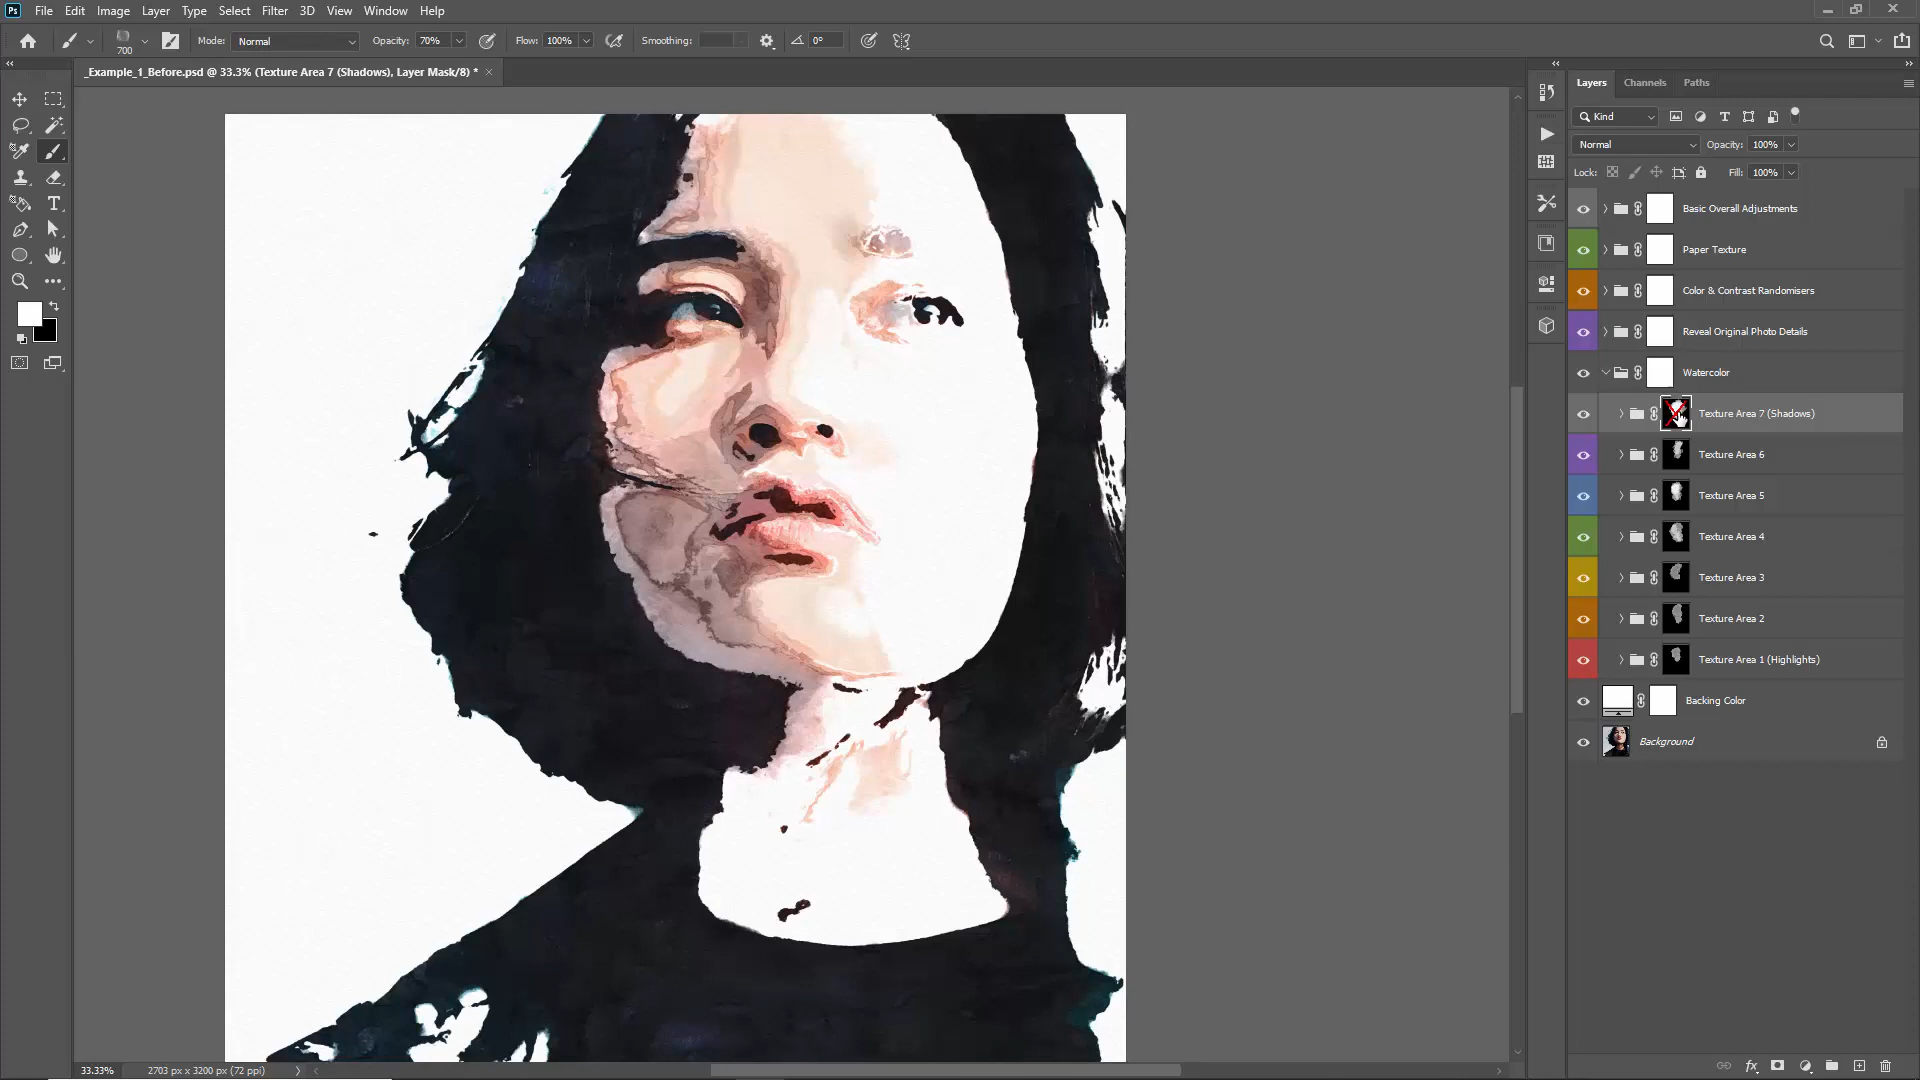 Ps File Edit Image Layer Type Select Filter 3D View Window Help
700 Mode: Normal Opacity: 70% Flow: 100% Smoothing: 0°
_Example_1_Before.psd @ 33.3% (Texture Area 7 (Shadows), Layer Mask/8) *
Layers Channels Paths
Kind
Normal Opacity: 100%
Lock: Fill: 100%
Basic Overall Adjustments
Paper Texture
Color & Contrast Randomisers
Reveal Original Photo Details
Watercolor
Texture Area 7 (Shadows)
Texture Area 6
Texture Area 5
Texture Area 4
Texture Area 3
Texture Area 2
Texture Area 1 (Highlights)
Backing Color
Background
33.33% 2703 px x 3200 px (72 ppi)